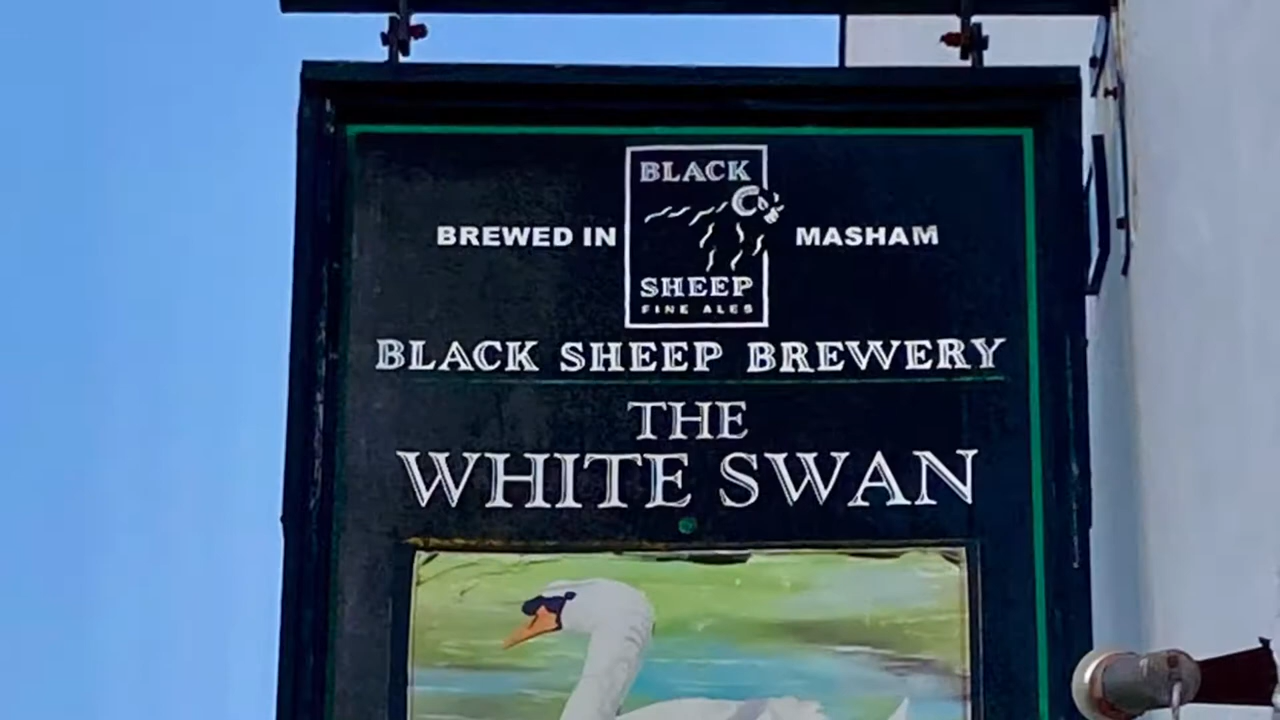 BLACK
BREWED IN
MASHAM
SHEEP
FINE ALES
BLACK SHEEP BREWERY
THE
WHITE SWAN